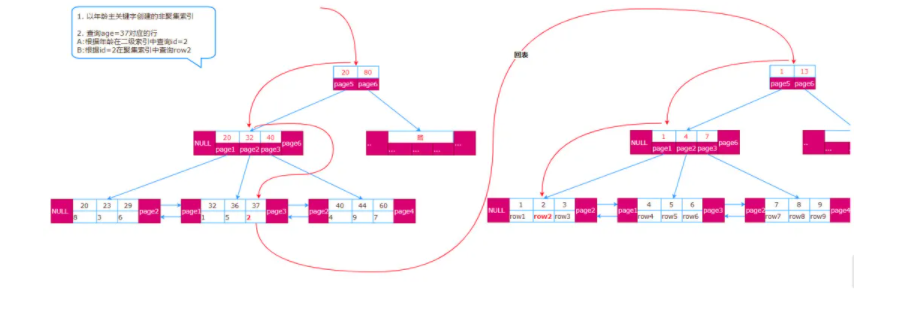 1. 以年龄主关键字创建的非聚集索引
2. 查询age=37对应的行
A:根据年龄在二级索引中查询id=2
B:根据id=2在聚集索引中查询row2
回表
20 80
page5 page6
1 13
page5 page6
NULL 20 32 40 page6
page1 page2 page3
.. ...
... ... ...
NULL 1 4 7 page6
page1 page2 page3
..
... ...
NULL 20 23 29 page2
8 3 6
page1 32 36 37 page3
1 5 2
page2 40 44 60 page4
4 9 7
NULL 1 2 3 page2
row1 row2 row3
page1 4 5 6 page3
row4 row5 row6
page2 7 8 9 page4
row7 row8 row9